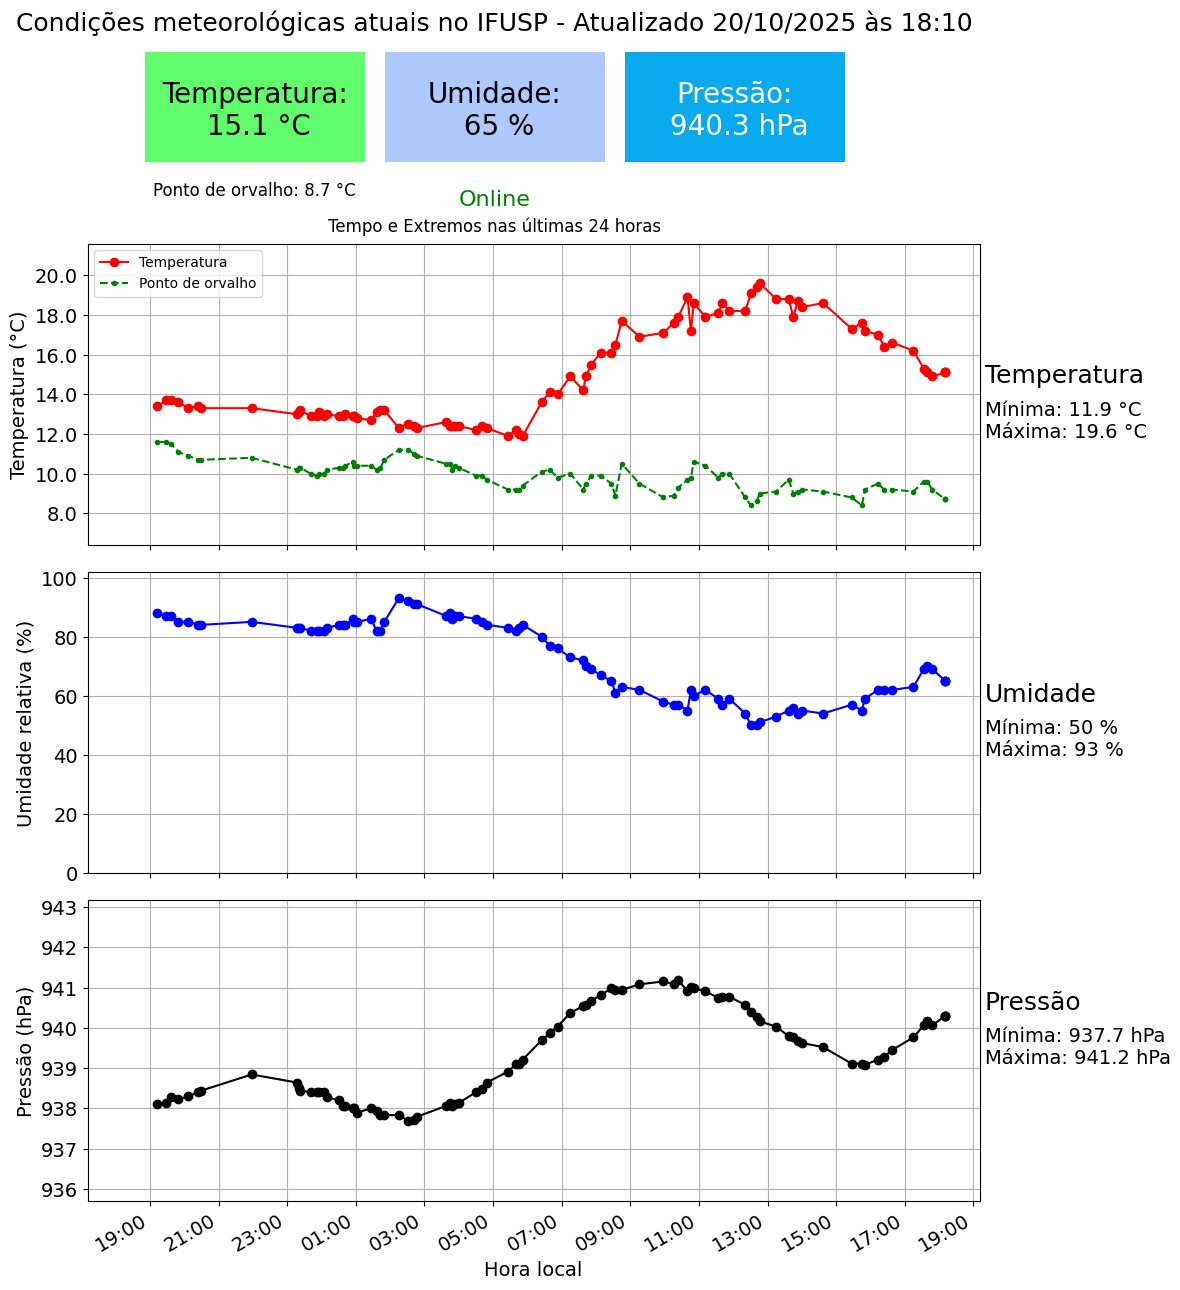 Condições meteorológicas atuais no IFUSP - Atualizado 20/10/2025 às 18:10
Temperatura:
15.1 °C
Umidade:
65 %
Pressão:
940.3 hPa
Ponto de orvalho: 8.7 °C
Online
Tempo e Extremos nas últimas 24 horas
Temperatura
Ponto de orvalho
Temperatura (°C)
20.0
18.0
16.0
14.0
12.0
10.0
8.0
Temperatura
Mínima: 11.9 °C
Máxima: 19.6 °C
Umidade relativa (%)
100
80
60
40
20
0
Umidade
Mínima: 50 %
Máxima: 93 %
Pressão (hPa)
943
942
941
940
939
938
937
936
Pressão
Mínima: 937.7 hPa
Máxima: 941.2 hPa
19:00 21:00 23:00 01:00 03:00 05:00 07:00 09:00 11:00 13:00 15:00 17:00 19:00
Hora local